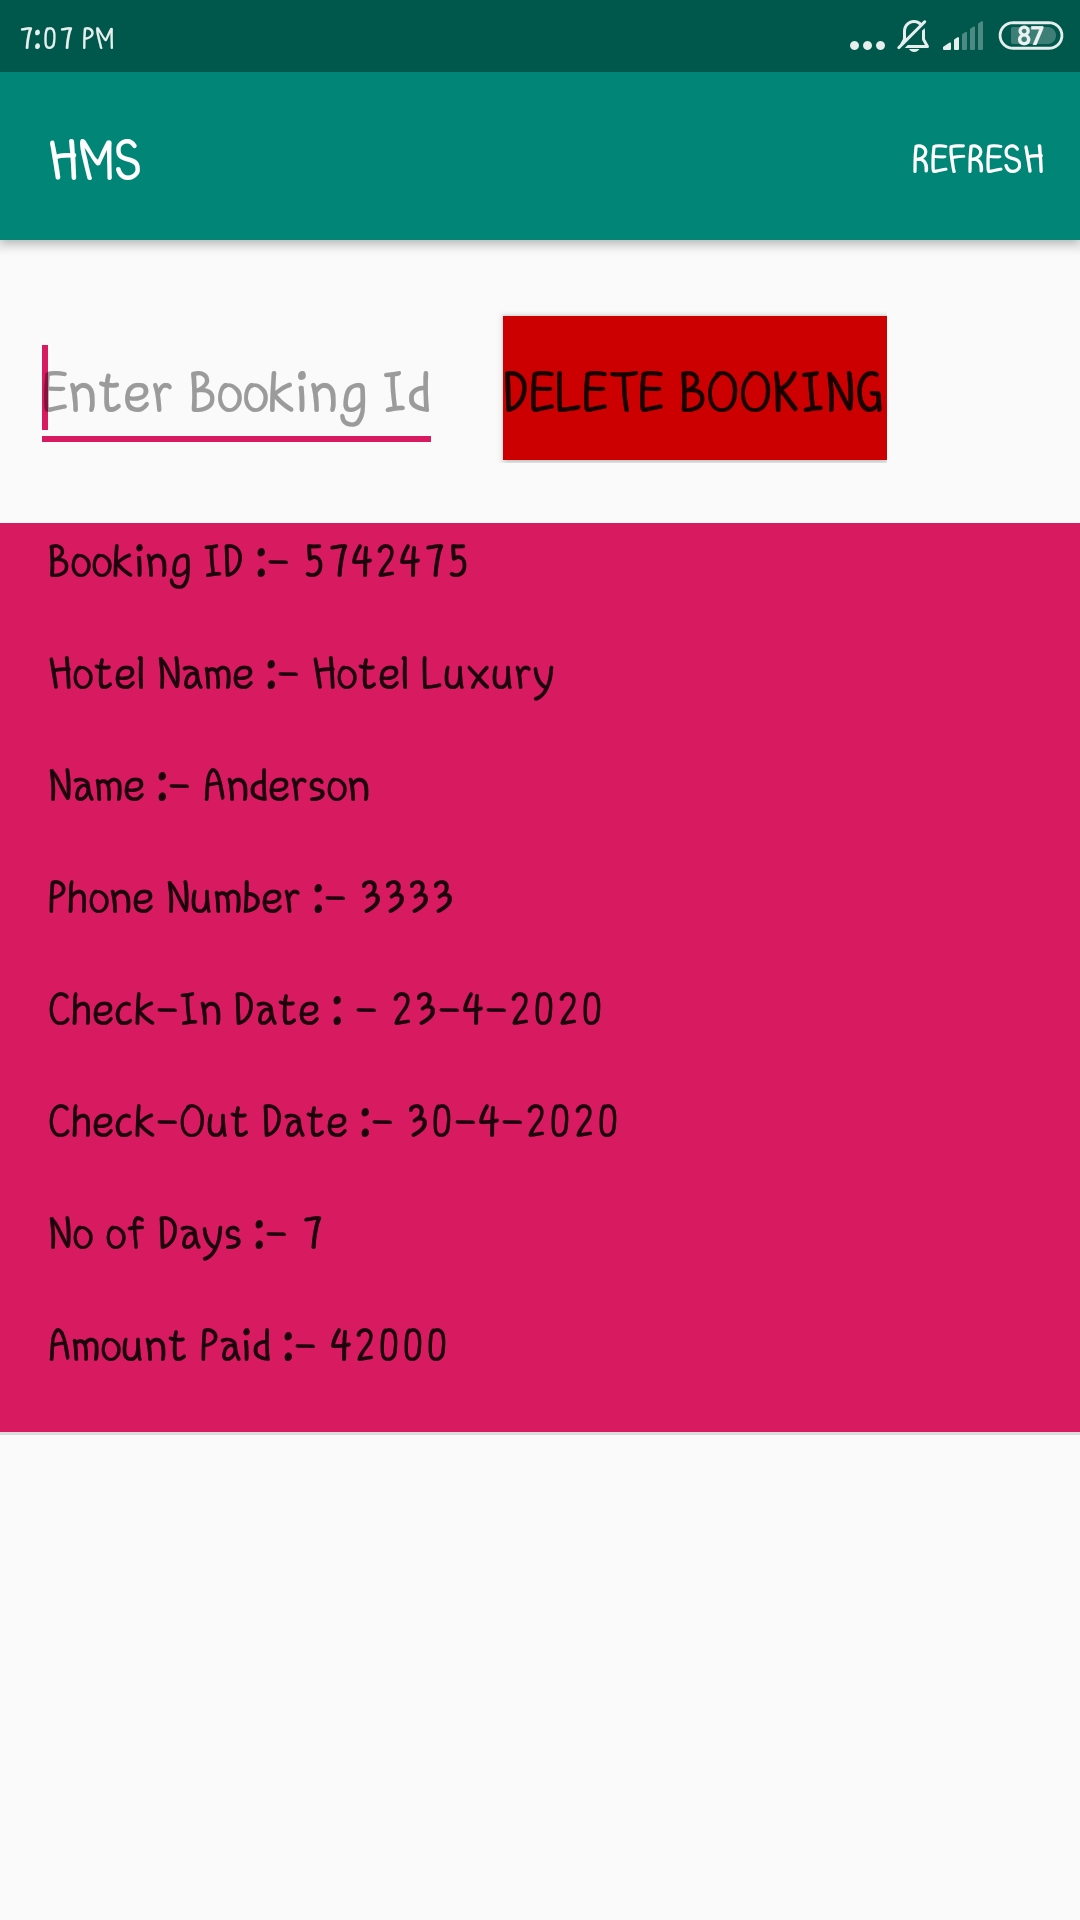 7:07 PM
87
HMS
REFRESH
Enter Booking Id
DELETE BOOKING
Booking ID :- 5742475
Hotel Name :- Hotel Luxury
Name :- Anderson
Phone Number :- 3333
Check-In Date : - 23-4-2020
Check-Out Date :- 30-4-2020
No of Days :- 7
Amount Paid :- 42000